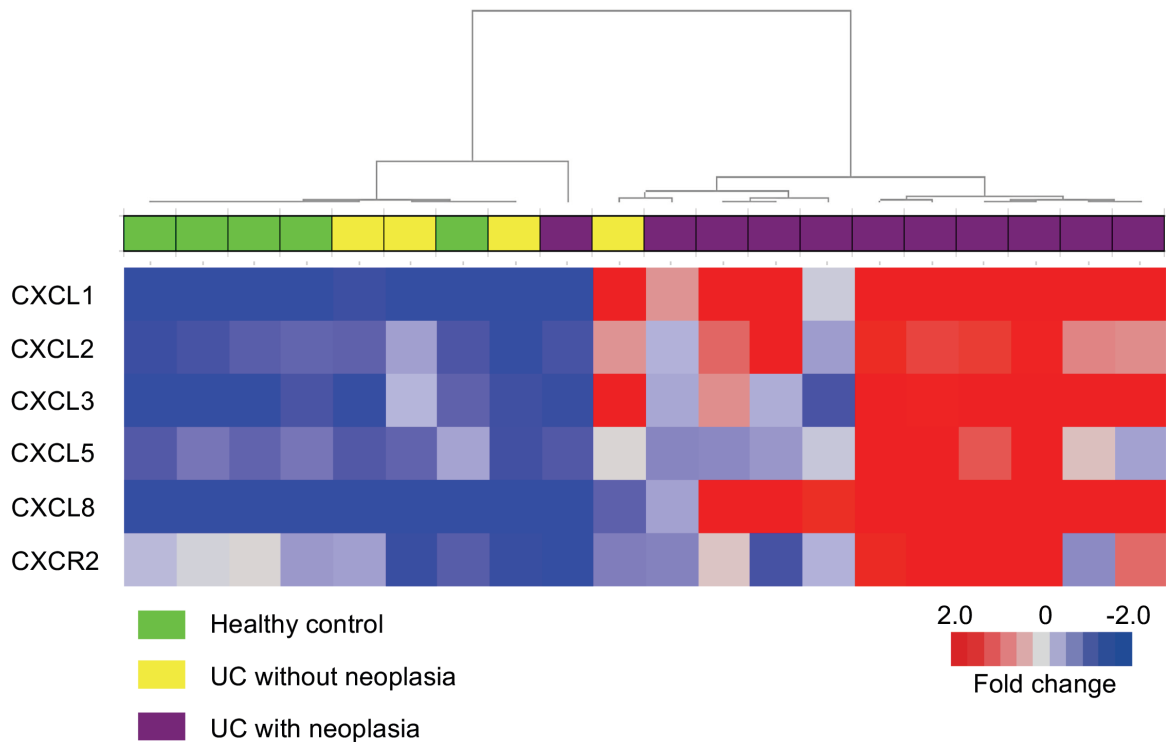 CXCL1
CXCL2
CXCL3
CXCL5
CXCL8
CXCR2
Healthy control
UC without neoplasia
UC with neoplasia
2.0 0 -2.0
Fold change